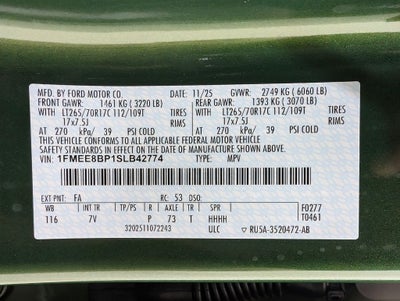 MFD. BY FORD MOTOR CO. 11/25 GVWR: 2749 KG (6060 LB)
FRONT GAWR: 1461 KG (3220 LB) REAR GAWR: 1393 KG (3070 LB)
WITH LT265/70R17C 112/109T TIRES WITH LT265/70R17C 112/109T TIRES
17x7.5J RIMS 17x7.5J RIMS
AT 270 kPa/ 39 PSI COLD AT 270 kPa/ 39 PSI COLD
THIS VEHICLE CONFORMS TO ALL APPLICABLE FEDERAL MOTOR VEHICLE
SAFETY STANDARDS IN EFFECT ON THE DATE OF MANUFACTURE SHOWN ABOVE.
VIN: 1FMEE8BP1SLB42774 TYPE: MPV
EXT PNT: FA RC: 53 DSO:
WB INT TR TP/PS R AXLE T SPR F0277
116 7V P 73 T HHHH T0461
3202511072243 ULC ▽ RU5A-3520472-AB